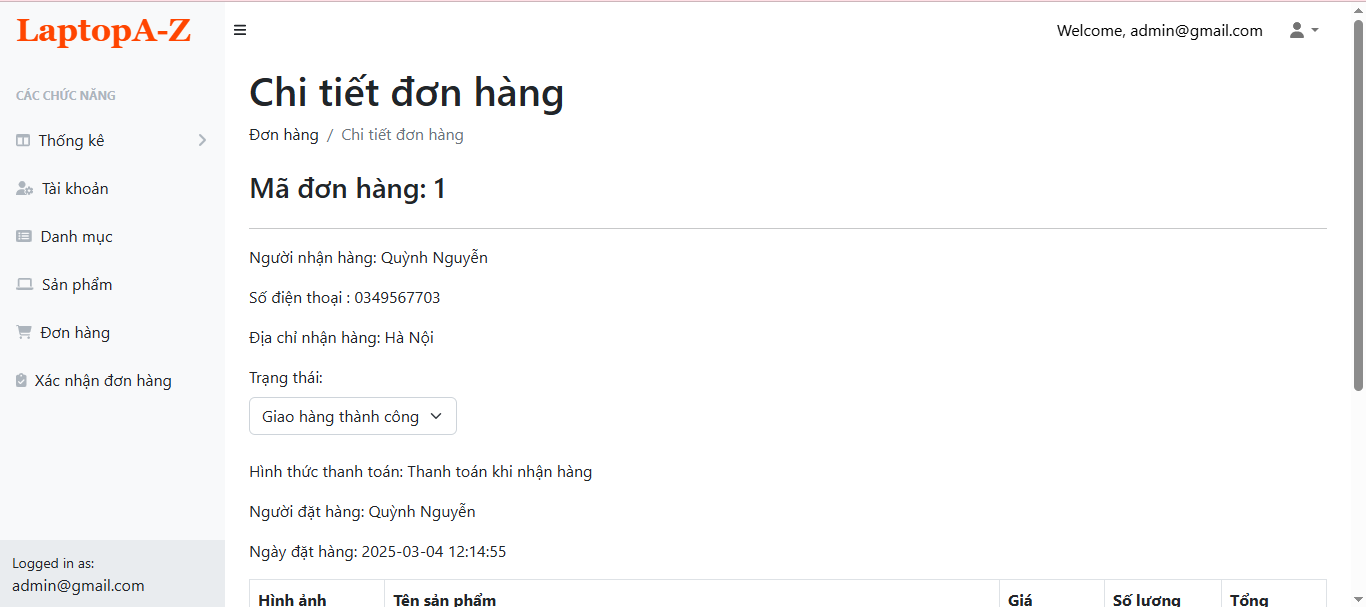 LaptopA-Z
Welcome, admin@gmail.com
CÁC CHỨC NĂNG
Thống kê
Tài khoản
Danh mục
Sản phẩm
Đơn hàng
Xác nhận đơn hàng
Logged in as:
admin@gmail.com
Chi tiết đơn hàng
Đơn hàng / Chi tiết đơn hàng
Mã đơn hàng: 1
Người nhận hàng: Quỳnh Nguyễn
Số điện thoại : 0349567703
Địa chỉ nhận hàng: Hà Nội
Trạng thái:
Giao hàng thành công
Hình thức thanh toán: Thanh toán khi nhận hàng
Người đặt hàng: Quỳnh Nguyễn
Ngày đặt hàng: 2025-03-04 12:14:55
Hình ảnh Tên sản phẩm Giá Số lượng Tổng